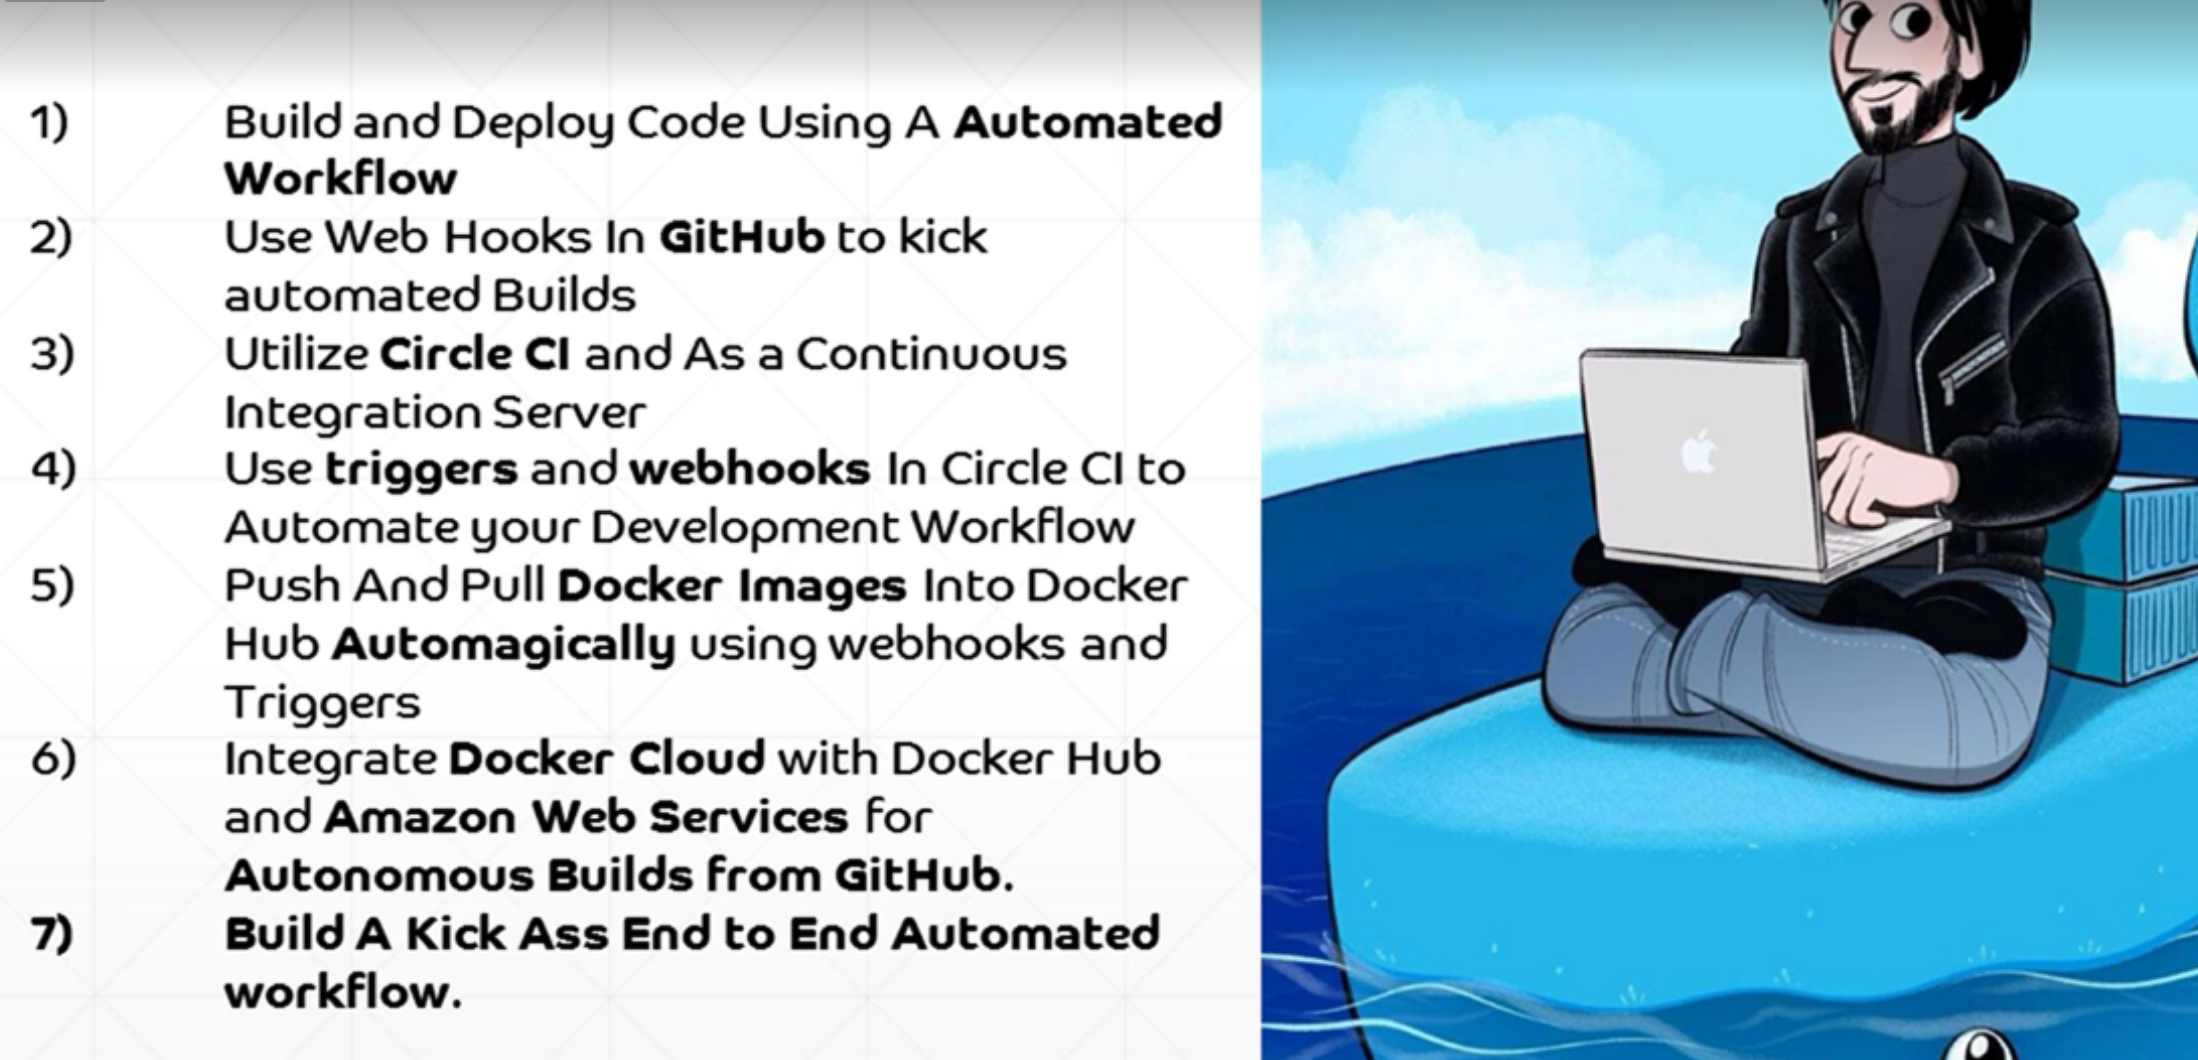 1) Build and Deploy Code Using A Automated
Workflow
2) Use Web Hooks In GitHub to kick
automated Builds
3) Utilize Circle CI and As a Continuous
Integration Server
4) Use triggers and webhooks In Circle CI to
Automate your Development Workflow
5) Push And Pull Docker Images Into Docker
Hub Automagically using webhooks and
Triggers
6) Integrate Docker Cloud with Docker Hub
and Amazon Web Services for
Autonomous Builds from GitHub.
7) Build A Kick Ass End to End Automated
workflow.